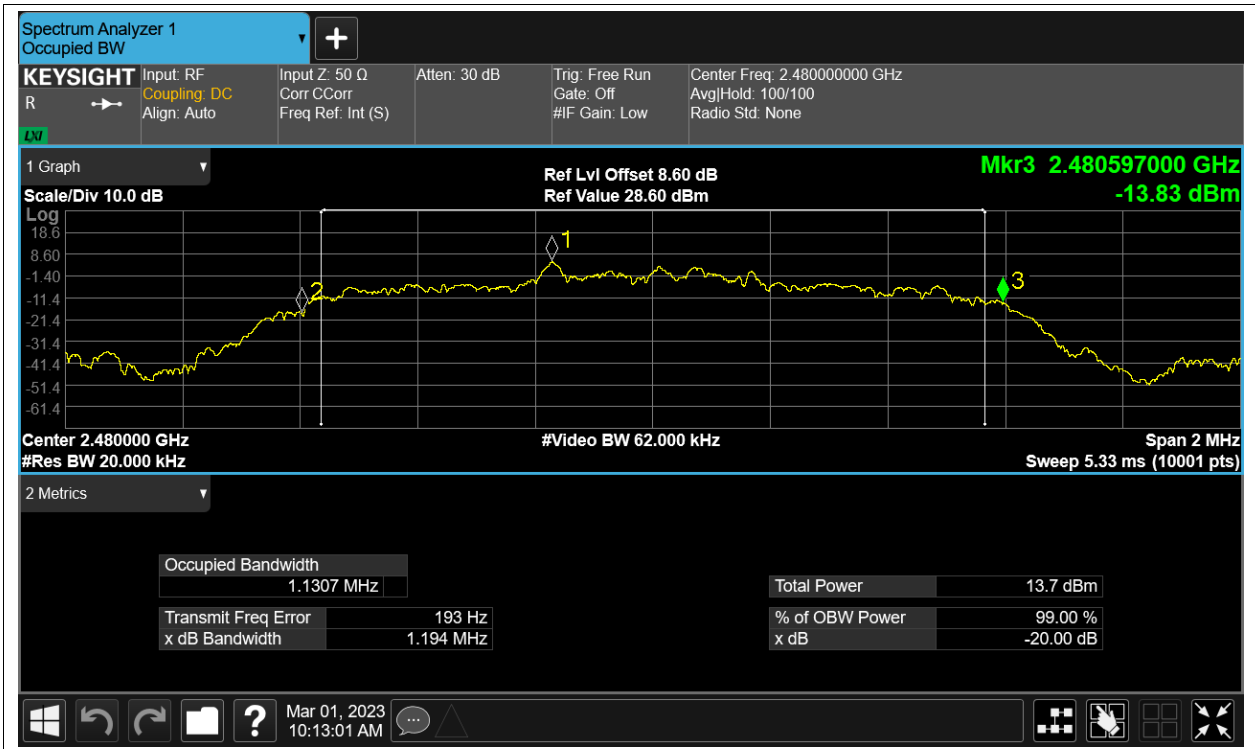 Spectrum Analyzer 1
Occupied BW
KEYSIGHT
R
LXI
Input: RF
Coupling: DC
Align: Auto
Input Z: 50 Ω
Corr CCorr
Freq Ref: Int (S)
Atten: 30 dB
Trig: Free Run
Gate: Off
#IF Gain: Low
Center Freq: 2.480000000 GHz
Avg|Hold: 100/100
Radio Std: None
1 Graph
Scale/Div 10.0 dB
Ref Lvl Offset 8.60 dB
Ref Value 28.60 dBm
Mkr3 2.480597000 GHz
-13.83 dBm
Log
18.6
8.60
-1.40
-11.4
-21.4
-31.4
-41.4
-51.4
-61.4
1
2
3
Center 2.480000 GHz
#Res BW 20.000 kHz
#Video BW 62.000 kHz
Span 2 MHz
Sweep 5.33 ms (10001 pts)
2 Metrics
Occupied Bandwidth
1.1307 MHz
Transmit Freq Error 193 Hz
x dB Bandwidth 1.194 MHz
Total Power 13.7 dBm
% of OBW Power 99.00 %
x dB -20.00 dB
?
Mar 01, 2023
10:13:01 AM